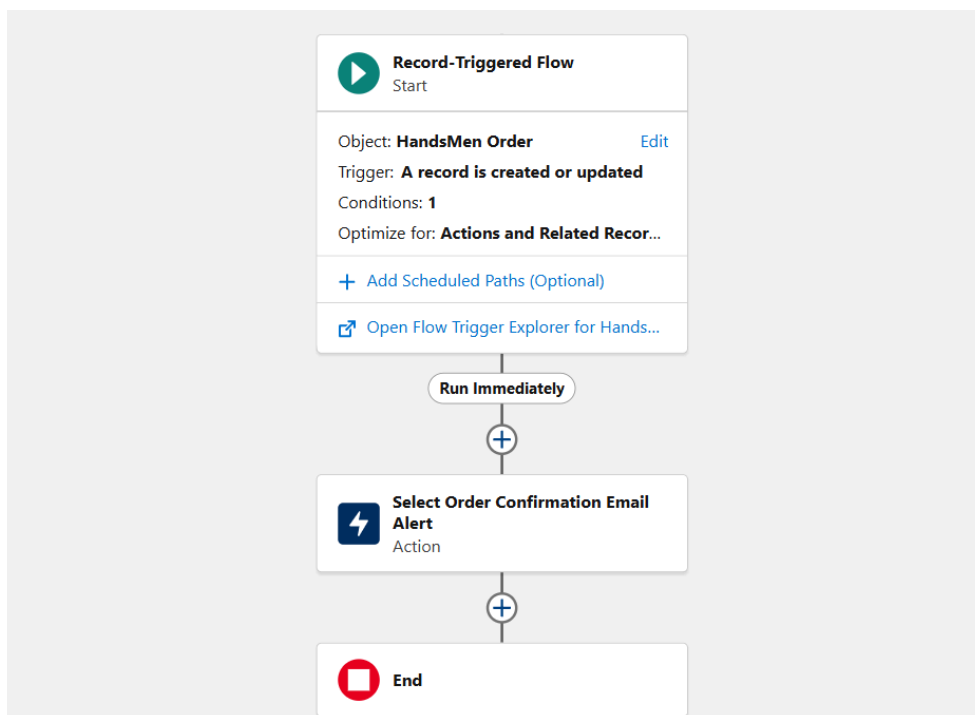 Record-Triggered Flow
Start
Object: HandsMen Order Edit
Trigger: A record is created or updated
Conditions: 1
Optimize for: Actions and Related Recor...
Add Scheduled Paths (Optional)
Open Flow Trigger Explorer for Hands...
Run Immediately
Select Order Confirmation Email
Alert
Action
End